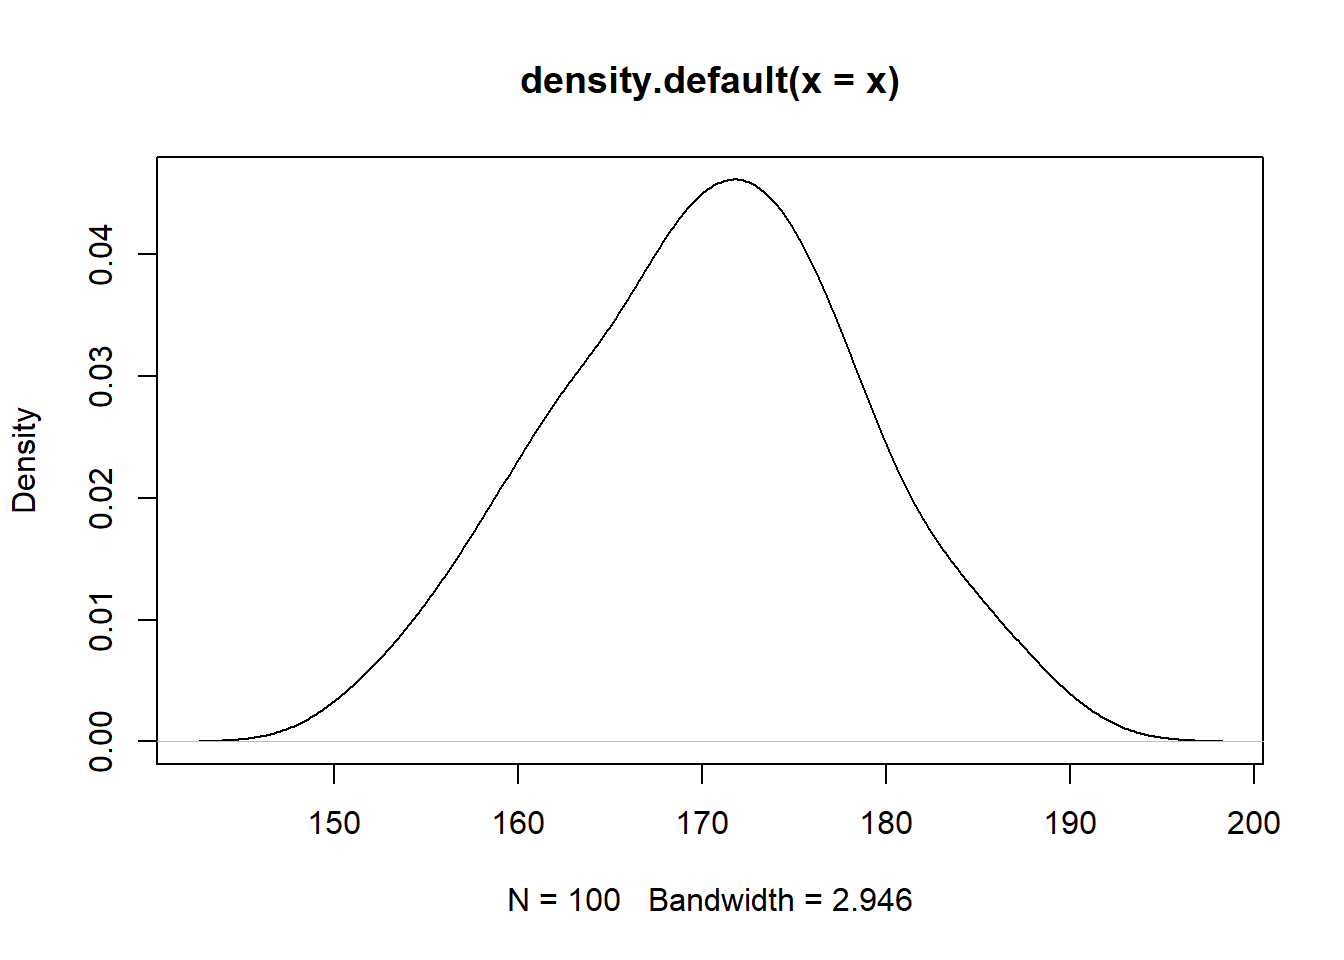 density.default(x = x)
Density
0.04
0.03
0.02
0.01
0.00
150 160 170 180 190 200
N = 100 Bandwidth = 2.946